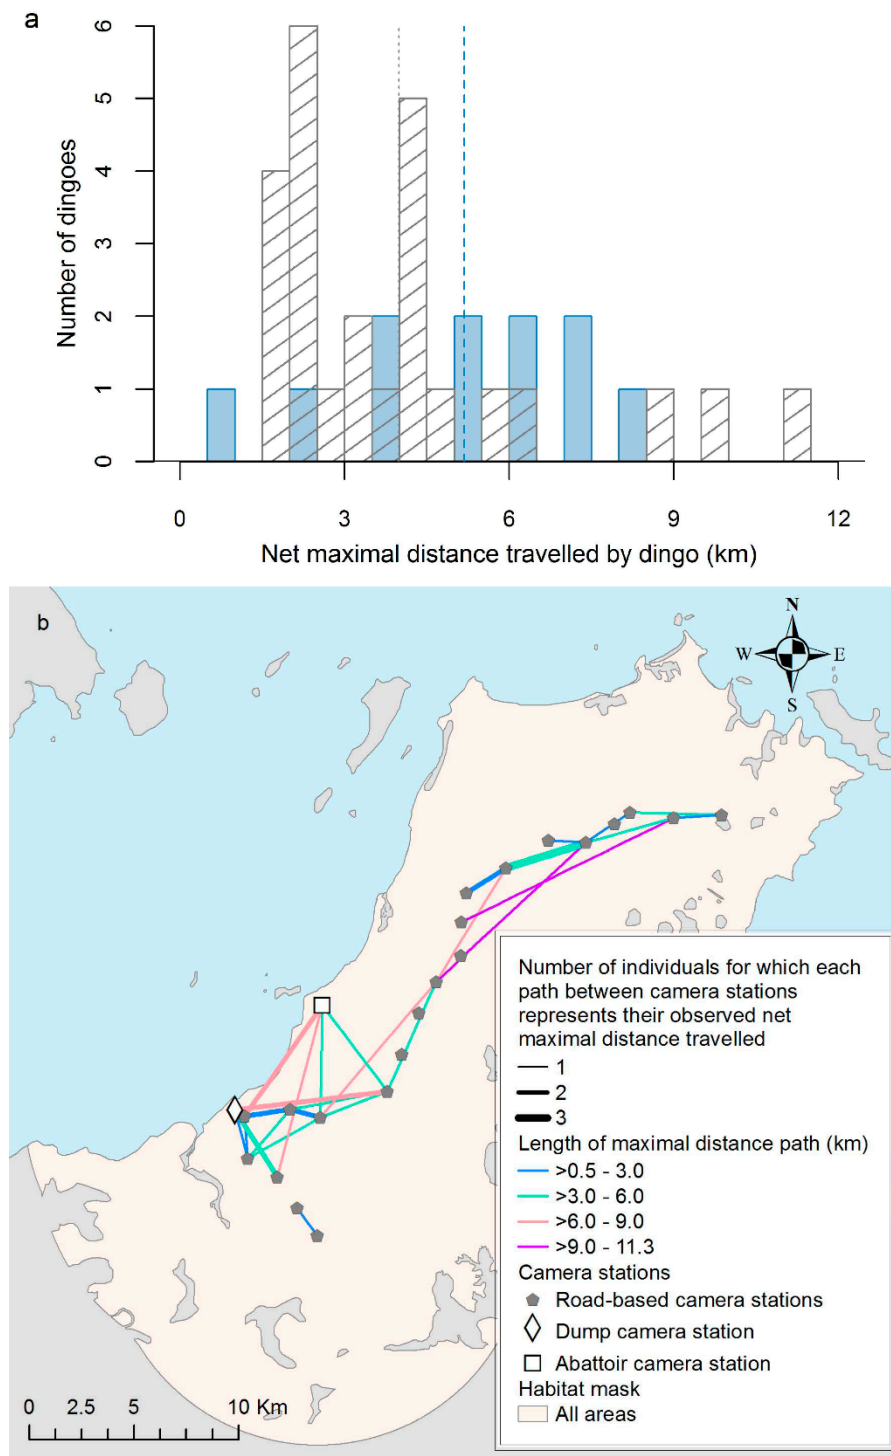 a
6
5
4
3
2
1
0
Number of dingoes
0 3 6 9 12
Net maximal distance travelled by dingo (km)
b
N
W E
S
Number of individuals for which each
path between camera stations
represents their observed net
maximal distance travelled
1
2
3
Length of maximal distance path (km)
>0.5 - 3.0
>3.0 - 6.0
>6.0 - 9.0
>9.0 - 11.3
Camera stations
Road-based camera stations
Dump camera station
Abattoir camera station
Habitat mask
All areas
0 2.5 5 10 Km